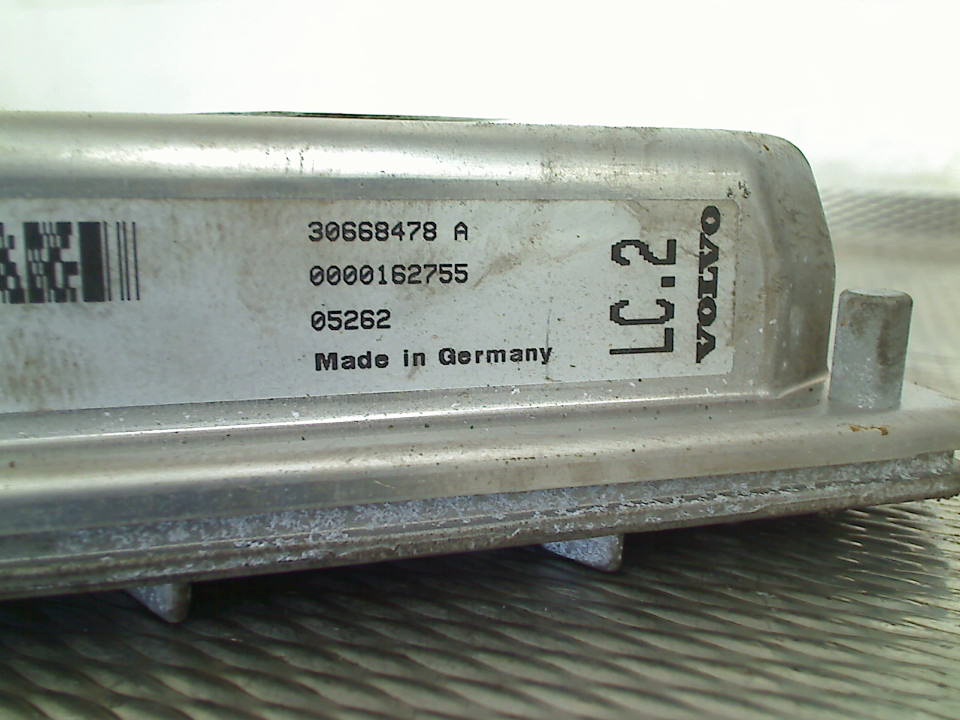 30668478 A
0000162755
05262
Made in Germany
LC.2
VOLVO